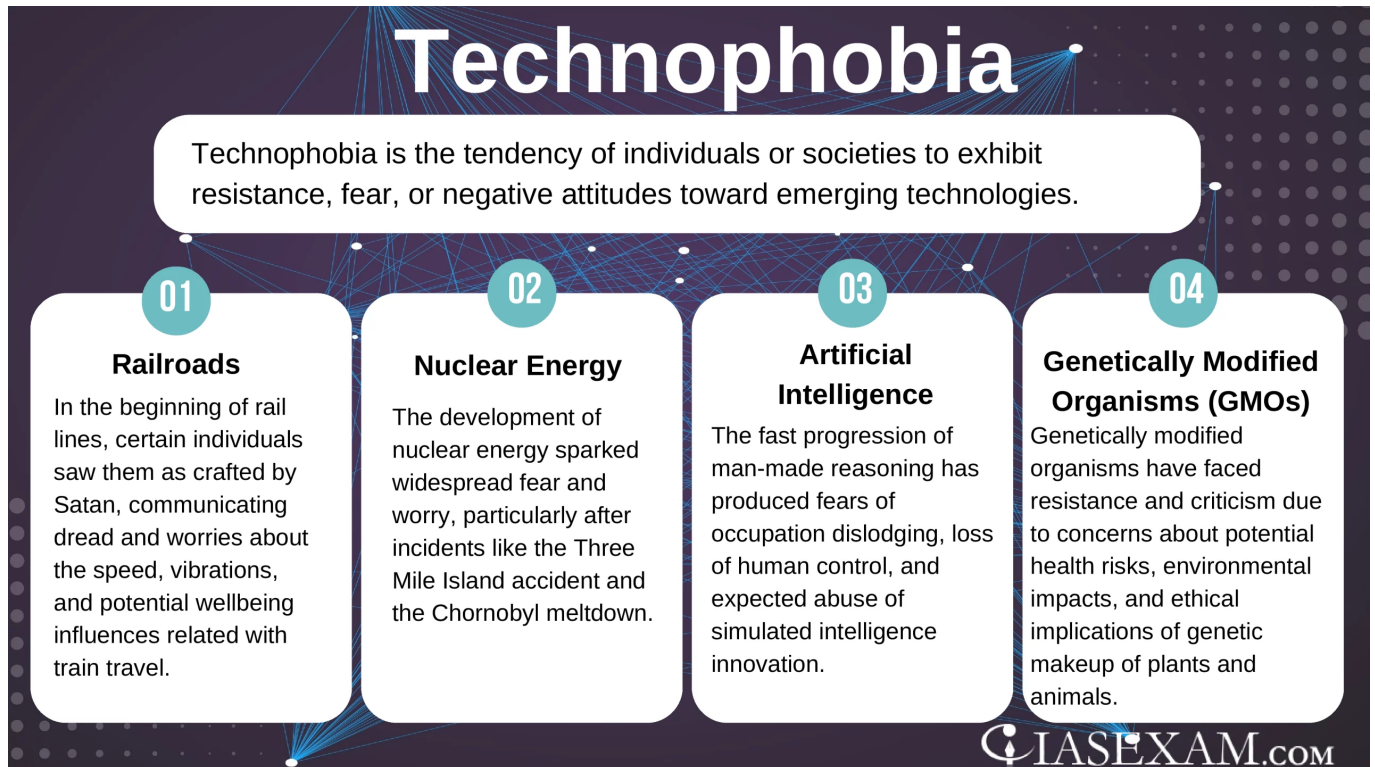 Technophobia
Technophobia is the tendency of individuals or societies to exhibit
resistance, fear, or negative attitudes toward emerging technologies.
01
Railroads
In the beginning of rail
lines, certain individuals
saw them as crafted by
Satan, communicating
dread and worries about
the speed, vibrations,
and potential wellbeing
influences related with
train travel.
02
Nuclear Energy
The development of
nuclear energy sparked
widespread fear and
worry, particularly after
incidents like the Three
Mile Island accident and
the Chornobyl meltdown.
03
Artificial
Intelligence
The fast progression of
man-made reasoning has
produced fears of
occupation dislodging, loss
of human control, and
expected abuse of
simulated intelligence
innovation.
04
Genetically Modified
Organisms (GMOs)
Genetically modified
organisms have faced
resistance and criticism due
to concerns about potential
health risks, environmental
impacts, and ethical
implications of genetic
makeup of plants and
animals.
IASEXAM.COM